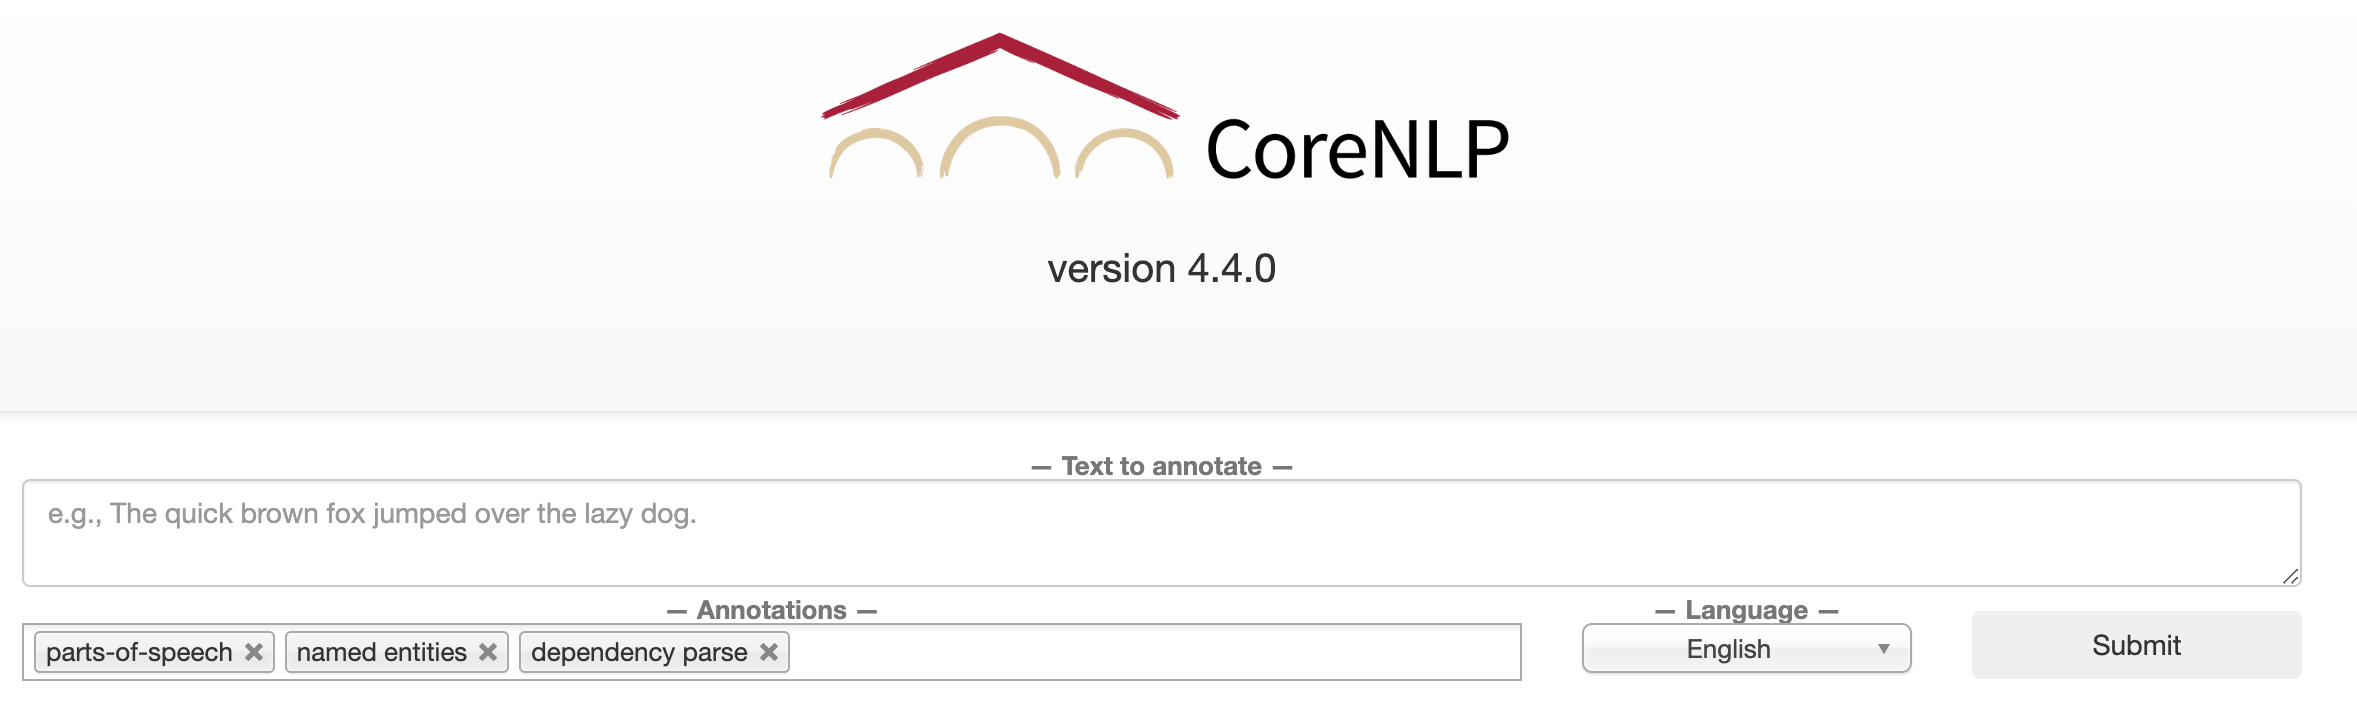 CoreNLP
version 4.4.0
— Text to annotate —
e.g., The quick brown fox jumped over the lazy dog.
— Annotations —
parts-of-speech ✖ named entities ✖ dependency parse ✖
— Language —
English ▼
Submit